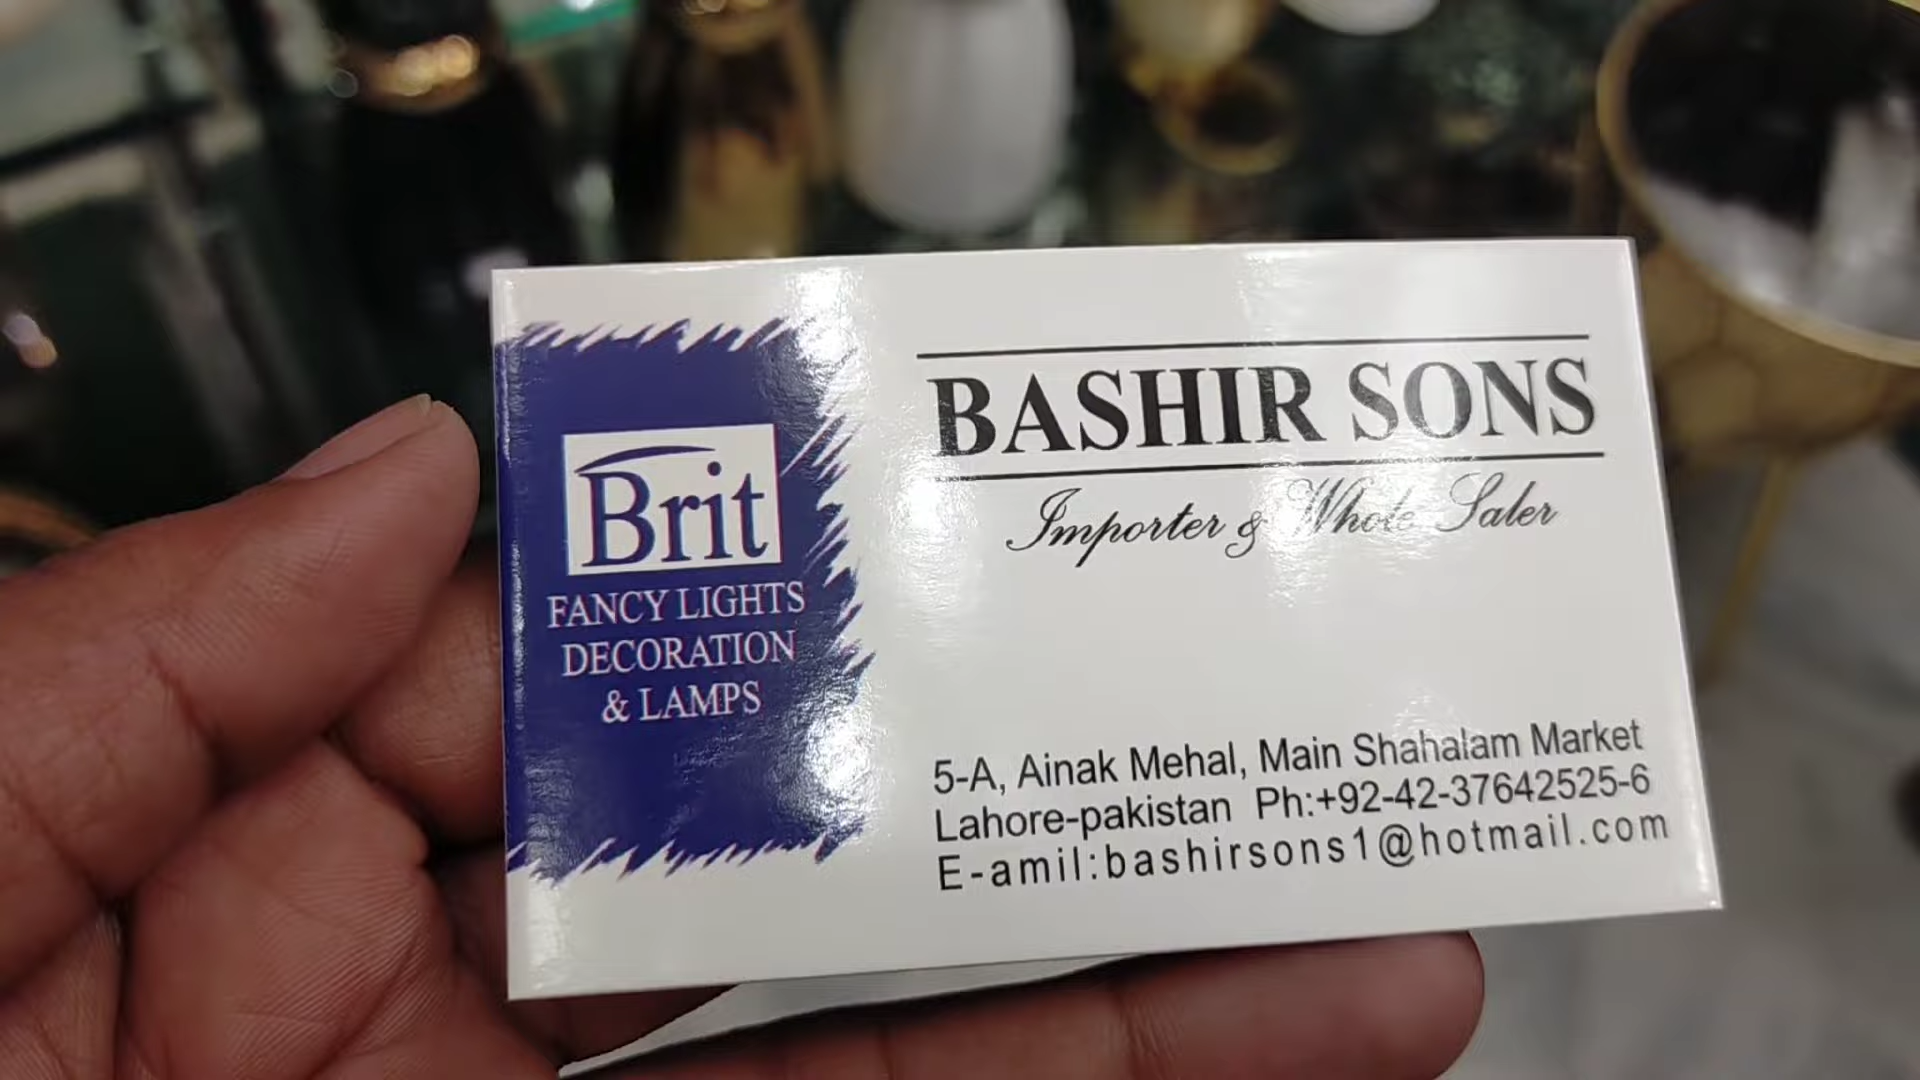 Brit
FANCY LIGHTS
DECORATION
& LAMPS
BASHIR SONS
Importer & Whole Saler
5-A, Ainak Mehal, Main Shahalam Market
Lahore-pakistan Ph:+92-42-37642525-6
E-amil:bashirsons1@hotmail.com